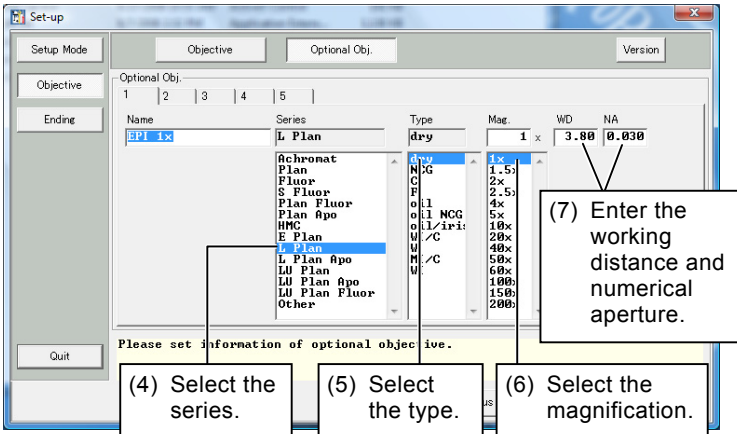 Set-up
Setup Mode
Objective
Optional Obj.
Version
Objective
Ending
Quit
Optional Obj.
1 2 3 4 5
Name Series Type Mag. WD NA
EPI 1x L Plan dry 1 x 3.80 0.030
Achromat
Plan
Fluor
S Fluor
Plan Fluor
Plan Apo
HMC
E Plan
L Plan
L Plan Apo
LU Plan
LU Plan Apo
LU Plan Fluor
Other
dry
NCG
oil
oil NCG
1x
1.5x
2x
2.5x
4x
5x
10x
20x
40x
50x
60x
100x
150x
200x
(7) Enter the
working
distance and
numerical
aperture.
Please set information of optional objective.
(4) Select the
series.
(5) Select
the type.
(6) Select the
magnification.